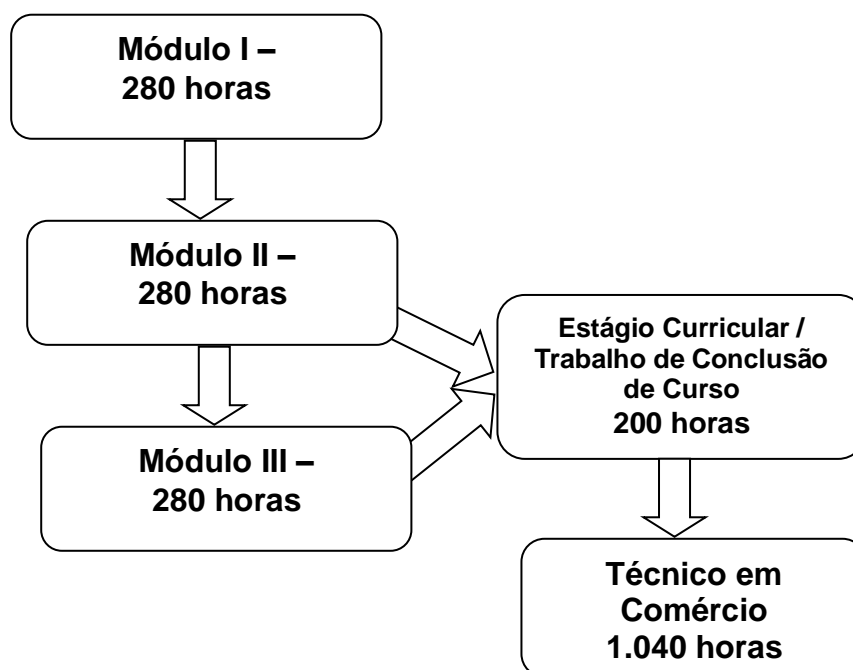 Módulo I –
280 horas
Módulo II –
280 horas
Módulo III –
280 horas
Estágio Curricular /
Trabalho de Conclusão
de Curso
200 horas
Técnico em
Comércio
1.040 horas